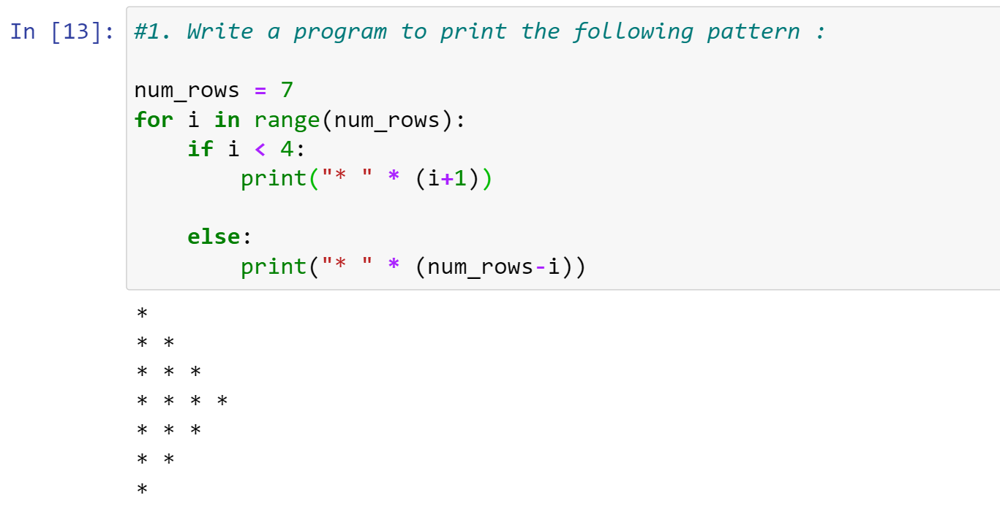 In [13]: #1. Write a program to print the following pattern :
num_rows = 7
for i in range(num_rows):
    if i < 4:
        print("* " * (i+1))
    else:
        print("* " * (num_rows-i))
*
* *
* * *
* * * *
* * *
* *
*